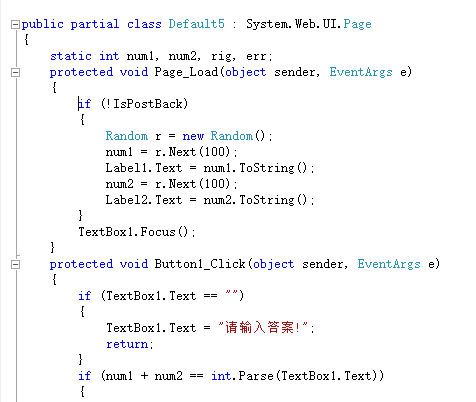 public partial class Default5 : System.Web.UI.Page
{
static int num1, num2, rig, err;
protected void Page_Load(object sender, EventArgs e)
{
if (!IsPostBack)
{
Random r = new Random();
num1 = r.Next(100);
Label1.Text = num1.ToString();
num2 = r.Next(100);
Label2.Text = num2.ToString();
}
TextBox1.Focus();
}
protected void Button1_Click(object sender, EventArgs e)
{
if (TextBox1.Text == "")
{
TextBox1.Text = "请输入答案!";
return;
}
if (num1 + num2 == int.Parse(TextBox1.Text))
{